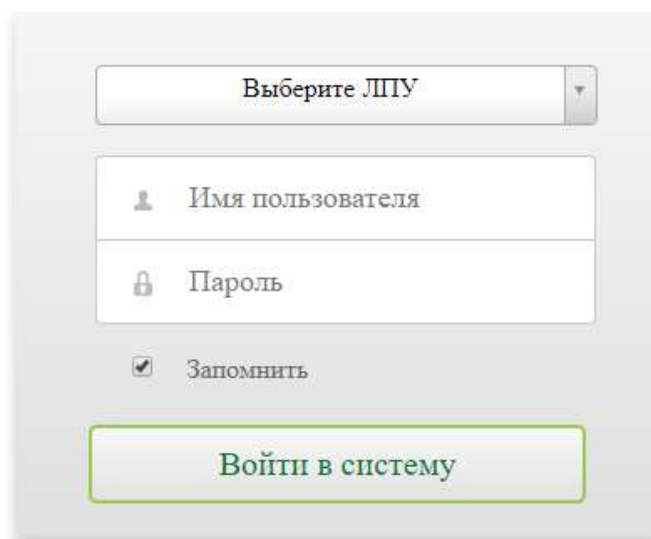 Выберите ЛПУ
Имя пользователя
Пароль
Запомнить
Войти в систему